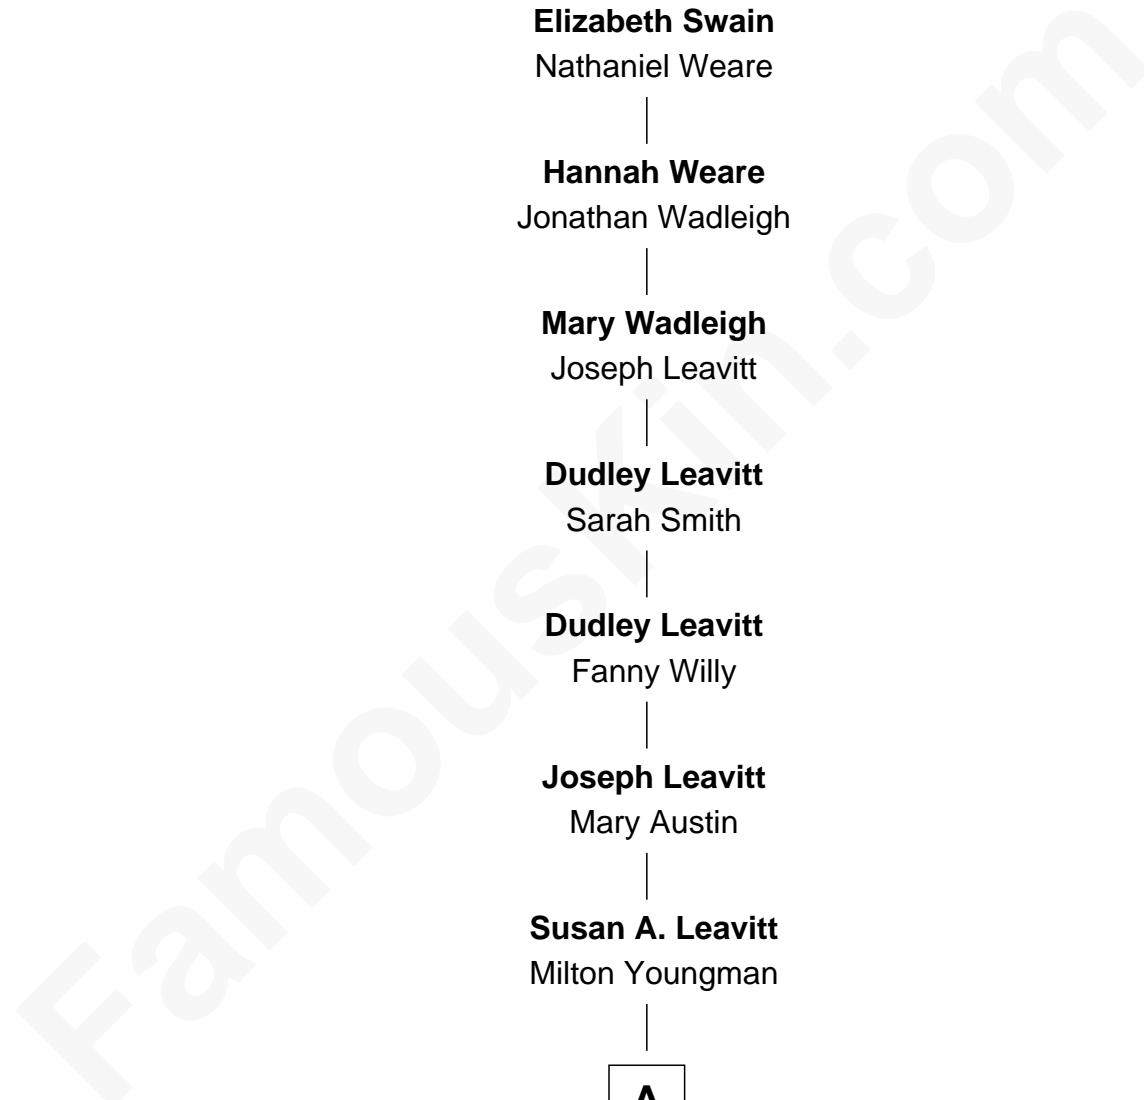 Elizabeth Swain
Nathaniel Weare
Hannah Weare
Jonathan Wadleigh
Mary Wadleigh
Joseph Leavitt
Dudley Leavitt
Sarah Smith
Dudley Leavitt
Fanny Willy
Joseph Leavitt
Mary Austin
Susan A. Leavitt
Milton Youngman
A
FamousKin.com